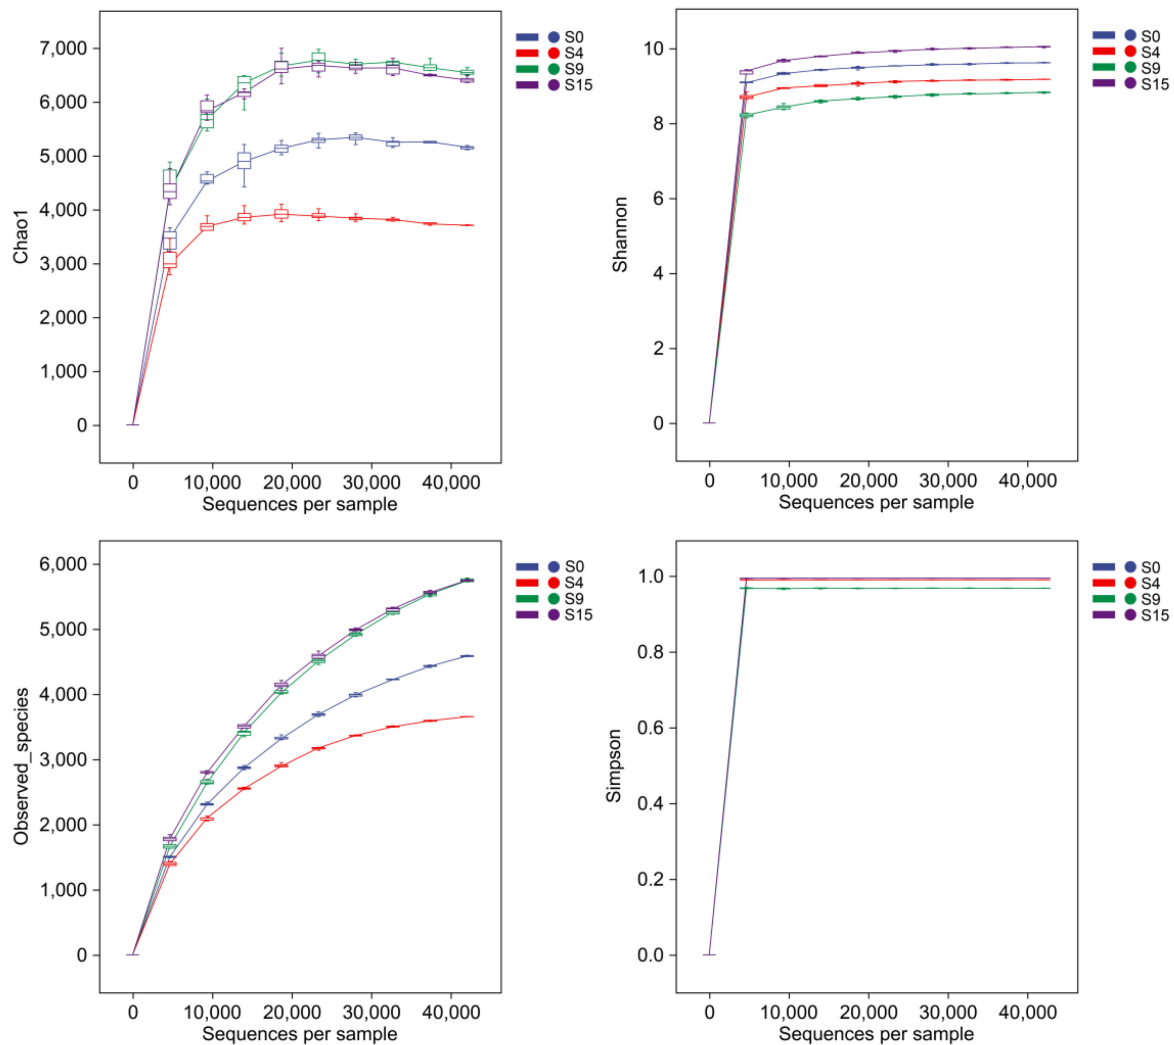 7,000
6,000
5,000
4,000
3,000
2,000
1,000
0
Chao1
0 10,000 20,000 30,000 40,000
Sequences per sample
S0
S4
S9
S15
10
8
6
4
2
0
Shannon
0 10,000 20,000 30,000 40,000
Sequences per sample
S0
S4
S9
S15
6,000
5,000
4,000
3,000
2,000
1,000
0
Observed_species
0 10,000 20,000 30,000 40,000
Sequences per sample
S0
S4
S9
S15
1.0
0.8
0.6
0.4
0.2
0.0
Simpson
0 10,000 20,000 30,000 40,000
Sequences per sample
S0
S4
S9
S15